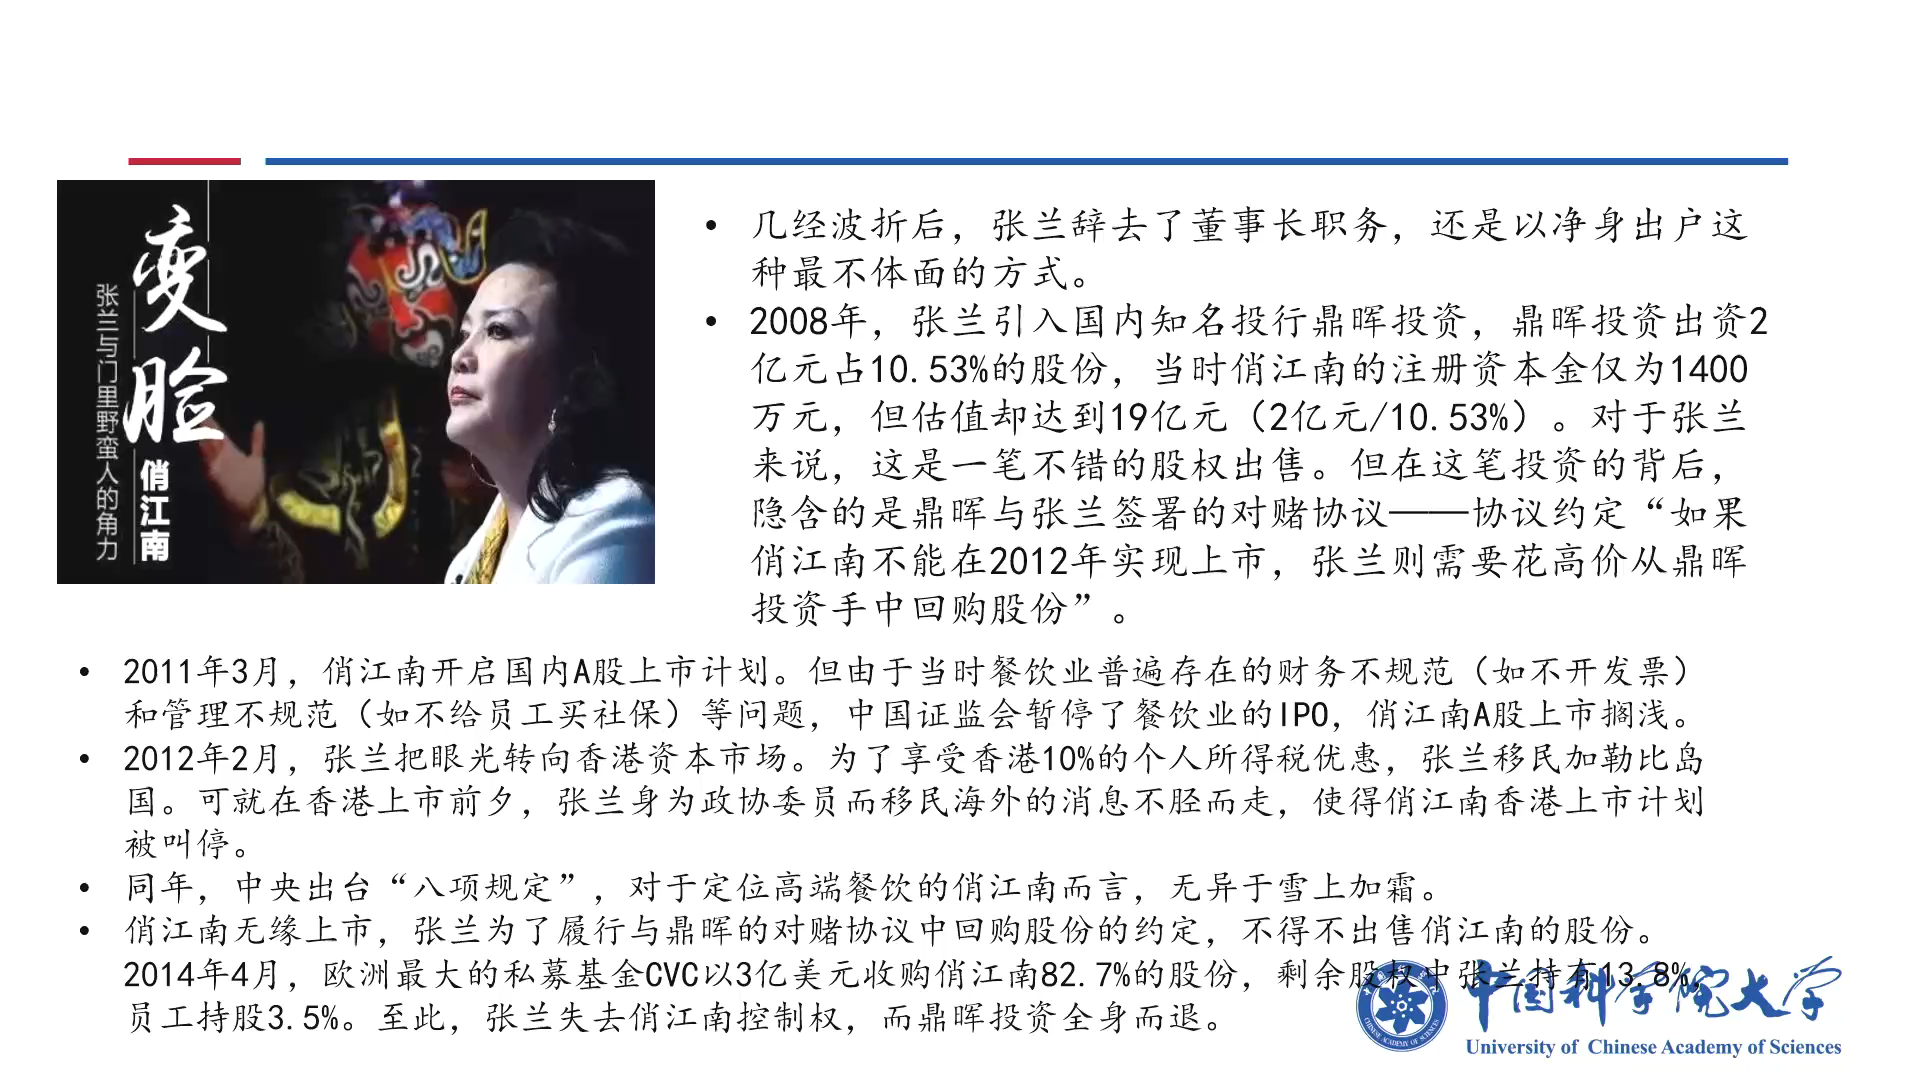 变脸
俏江南
张兰与门里野蛮人的角力
• 几经波折后，张兰辞去了董事长职务，还是以净身出户这
种最不体面的方式。
• 2008年，张兰引入国内知名投行鼎晖投资，鼎晖投资出资2
亿元占10.53%的股份，当时俏江南的注册资本金仅为1400
万元，但估值却达到19亿元（2亿元/10.53%）。对于张兰
来说，这是一笔不错的股权出售。但在这笔投资的背后，
隐含的是鼎晖与张兰签署的对赌协议——协议约定“如果
俏江南不能在2012年实现上市，张兰则需要花高价从鼎晖
投资手中回购股份”。
• 2011年3月，俏江南开启国内A股上市计划。但由于当时餐饮业普遍存在的财务不规范（如不开发票）
和管理不规范（如不给员工买社保）等问题，中国证监会暂停了餐饮业的IPO，俏江南A股上市搁浅。
• 2012年2月，张兰把眼光转向香港资本市场。为了享受香港10%的个人所得税优惠，张兰移民加勒比岛
国。可就在香港上市前夕，张兰身为政协委员而移民海外的消息不胫而走，使得俏江南香港上市计划
被叫停。
• 同年，中央出台“八项规定”，对于定位高端餐饮的俏江南而言，无异于雪上加霜。
• 俏江南无缘上市，张兰为了履行与鼎晖的对赌协议中回购股份的约定，不得不出售俏江南的股份。
2014年4月，欧洲最大的私募基金CVC以3亿美元收购俏江南82.7%的股份，剩余股权中张兰持有13.8%，
员工持股3.5%。至此，张兰失去俏江南控制权，而鼎晖投资全身而退。
中国科学院大学
University of Chinese Academy of Sciences